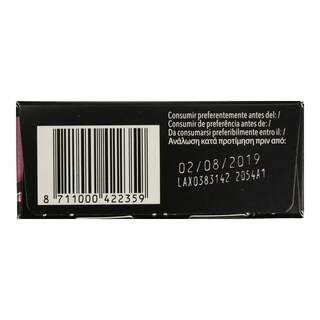 Consumir preferentemente antes del: /
Consumir de preferência antes de: /
Da consumarsi preferibilmente entro il: /
Ανάλωση κατά προτίμηση πριν από:
02/08/2019
LAX0383142 2054A1
8 711000 422359